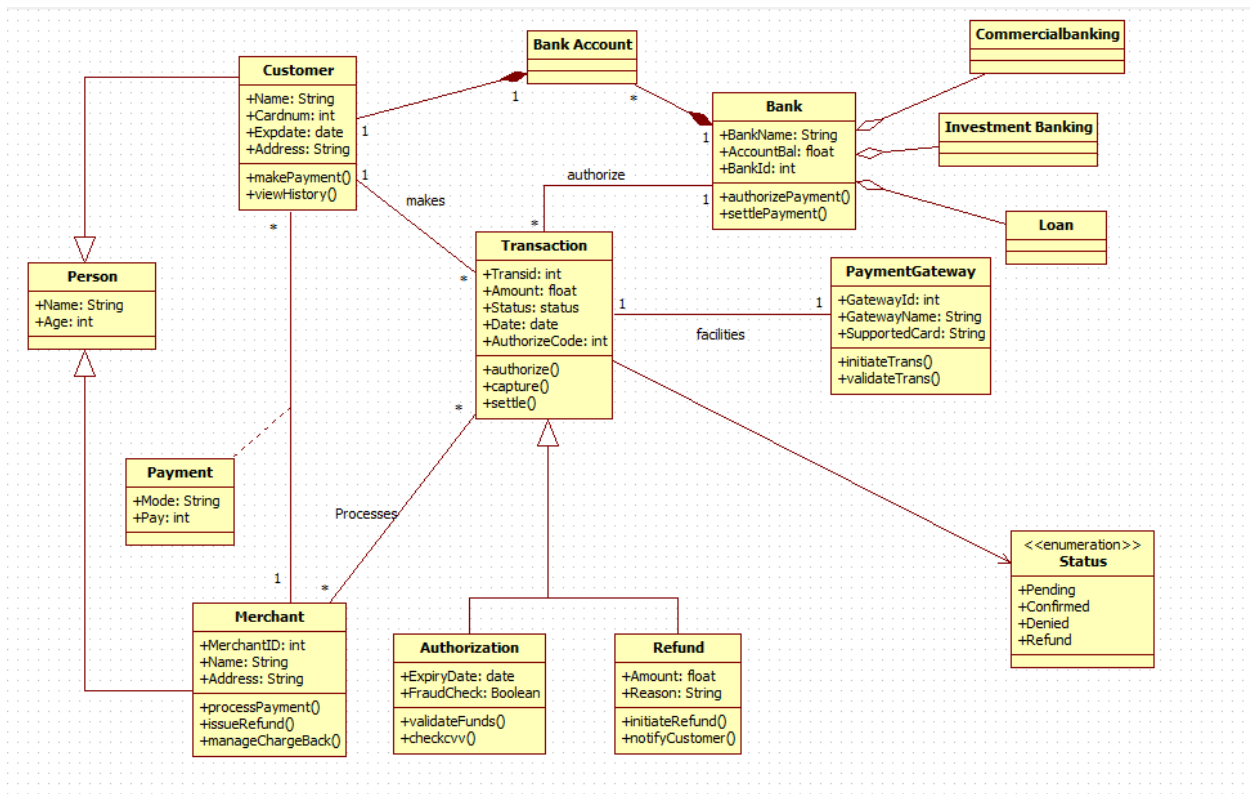 Bank Account
Commercialbanking
Customer
+Name: String
+Cardnum: int
+Expdate: date
+Address: String
+makePayment()
+viewHistory()
1
1
1
*
Bank
+BankName: String
+AccountBal: float
+BankId: int
+authorizePayment()
+settlePayment()
1
1
Investment Banking
Loan
authorize
*
makes
*
*
Person
+Name: String
+Age: int
Transaction
+Transid: int
+Amount: float
+Status: status
+Date: date
+AuthorizeCode: int
+authorize()
+capture()
+settle()
1
1
facilities
PaymentGateway
+GatewayId: int
+GatewayName: String
+SupportedCard: String
+initiateTrans()
+validateTrans()
*
Payment
+Mode: String
+Pay: int
Processes
1
*
<<enumeration>>
Status
+Pending
+Confirmed
+Denied
+Refund
Merchant
+MerchantID: int
+Name: String
+Address: String
+processPayment()
+issueRefund()
+manageChargeBack()
Authorization
+ExpiryDate: date
+FraudCheck: Boolean
+validateFunds()
+checkcvv()
Refund
+Amount: float
+Reason: String
+initiateRefund()
+notifyCustomer()